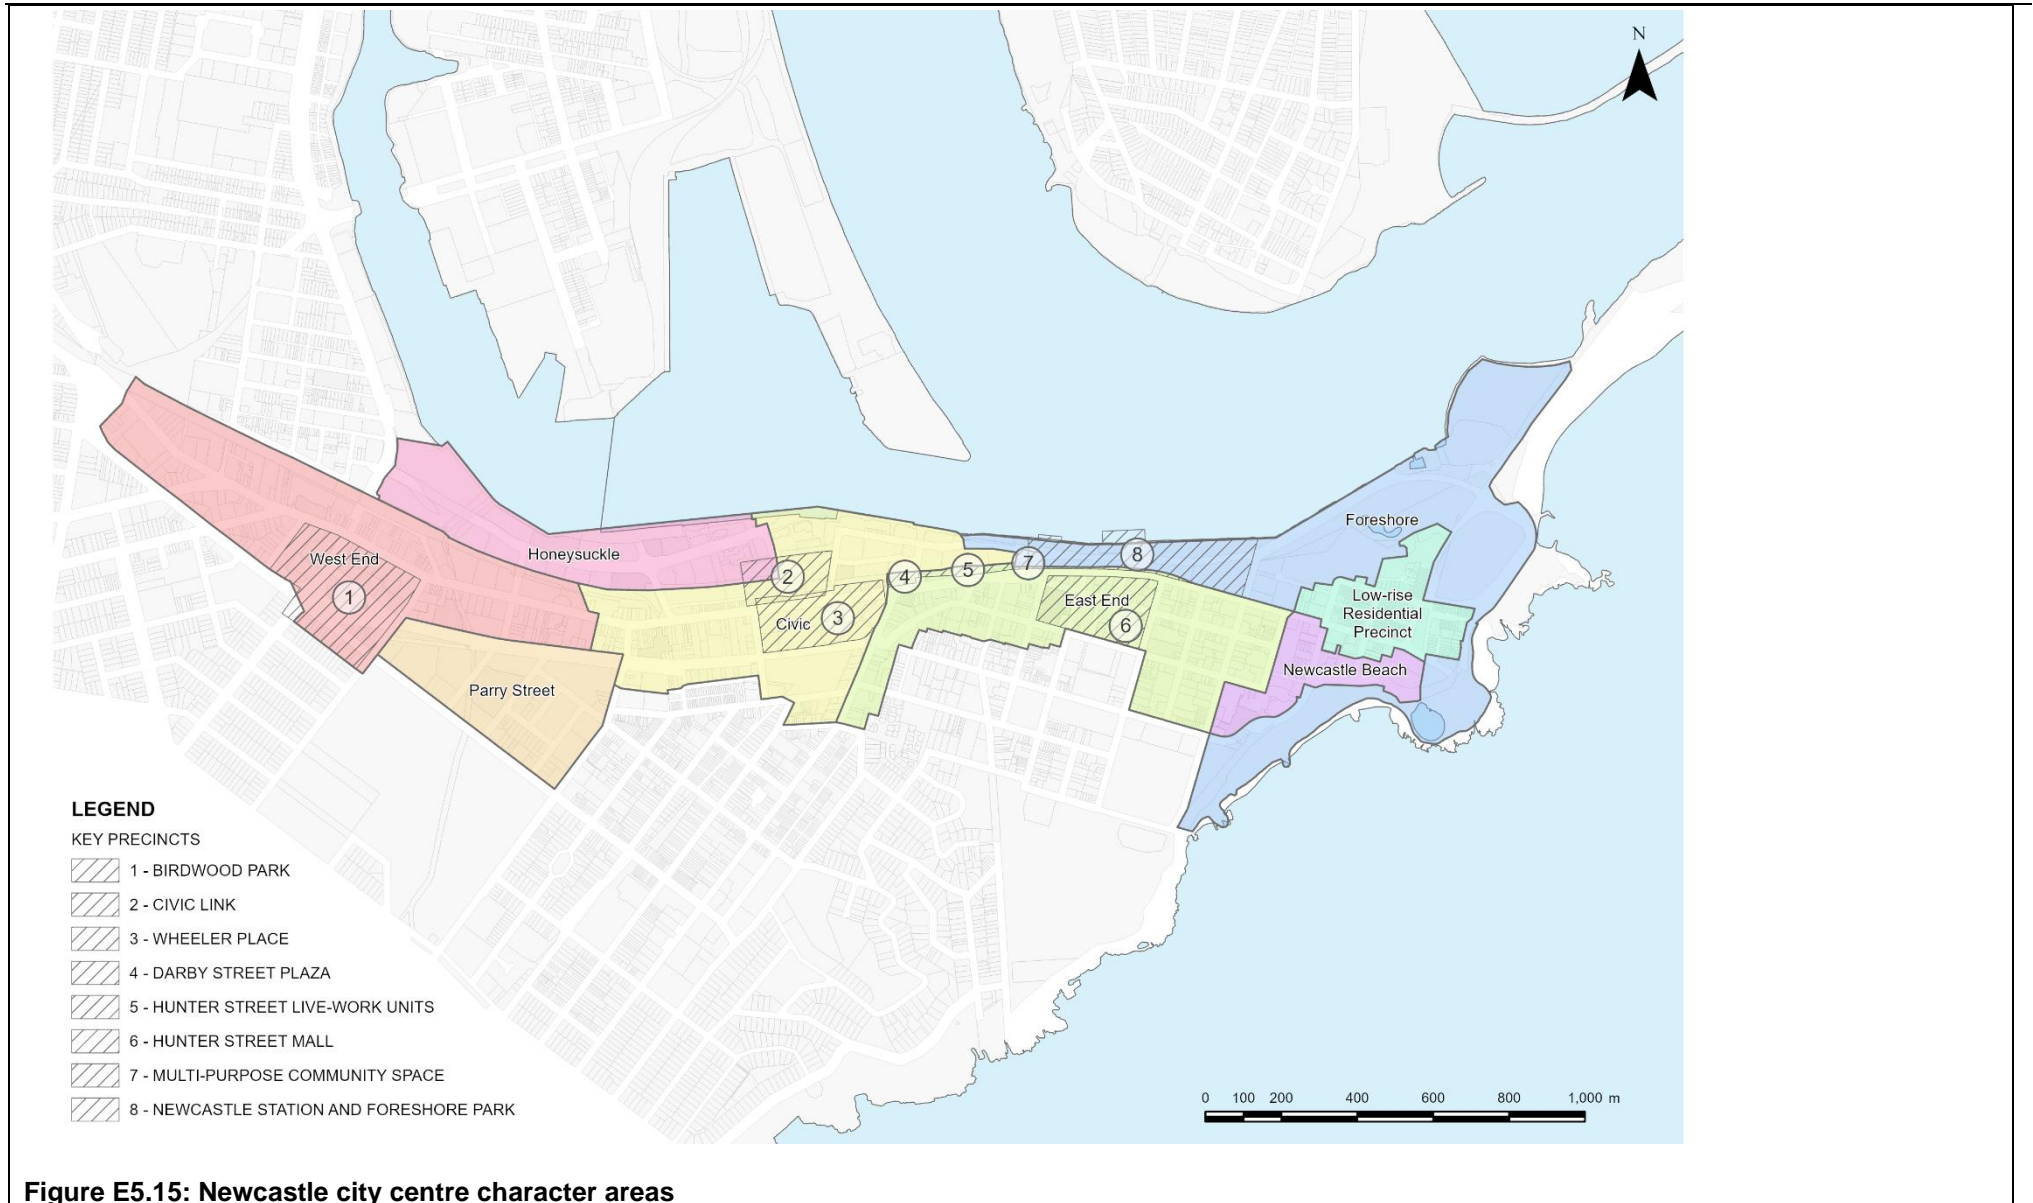 N
West End
1
Honeysuckle
Parry Street
2
3
Civic
4
5
7
8
East End
6
Foreshore
Low-rise
Residential
Precinct
Newcastle Beach
LEGEND
KEY PRECINCTS
1 - BIRDWOOD PARK
2 - CIVIC LINK
3 - WHEELER PLACE
4 - DARBY STREET PLAZA
5 - HUNTER STREET LIVE-WORK UNITS
6 - HUNTER STREET MALL
7 - MULTI-PURPOSE COMMUNITY SPACE
8 - NEWCASTLE STATION AND FORESHORE PARK
0 100 200 400 600 800 1,000 m
Figure E5.15: Newcastle city centre character areas